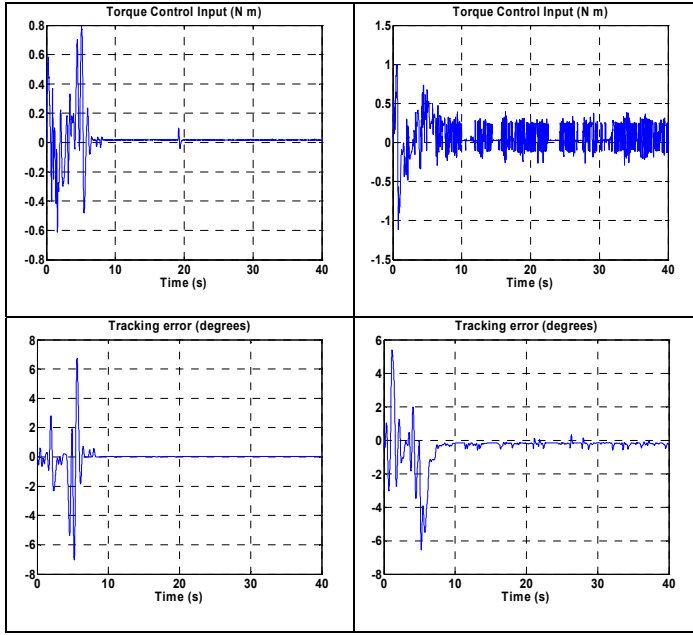 Torque Control Input (N m)
0.8
0.6
0.4
0.2
0
-0.2
-0.4
-0.6
-0.8
0 10 20 30 40
Time (s)
Torque Control Input (N m)
1.5
1
0.5
0
-0.5
-1
-1.5
0 10 20 30 40
Time (s)
Tracking error (degrees)
8
6
4
2
0
-2
-4
-6
-8
0 10 20 30 40
Time (s)
Tracking error (degrees)
6
4
2
0
-2
-4
-6
-8
0 10 20 30 40
Time (s)